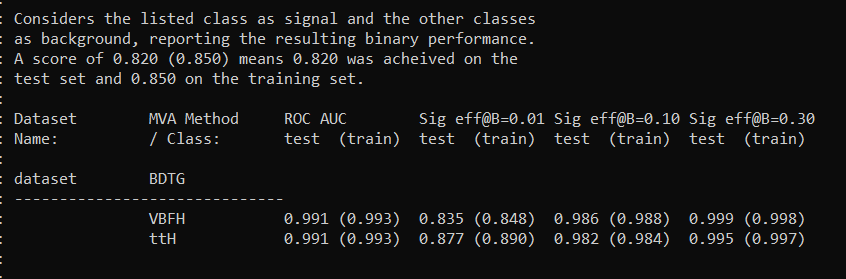 : Considers the listed class as signal and the other classes
: as background, reporting the resulting binary performance.
: A score of 0.820 (0.850) means 0.820 was acheived on the
: test set and 0.850 on the training set.
:
: Dataset        MVA Method     ROC AUC        Sig eff@B=0.01 Sig eff@B=0.10 Sig eff@B=0.30
: Name:          / Class:       test  (train)  test  (train)  test  (train)  test  (train)
:
: dataset        BDTG
: ------------------------------
:                VBFH           0.991 (0.993)  0.835 (0.848)  0.986 (0.988)  0.999 (0.998)
:                ttH            0.991 (0.993)  0.877 (0.890)  0.982 (0.984)  0.995 (0.997)
: